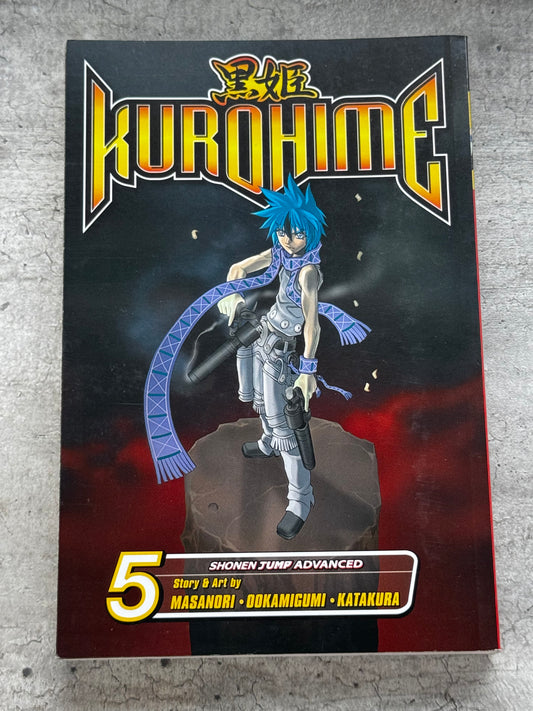 黒姫
KUROHIME
5
SHONEN JUMP ADVANCED
Story & Art by
MASANORI • OOKAMIGUMI • KATAKURA